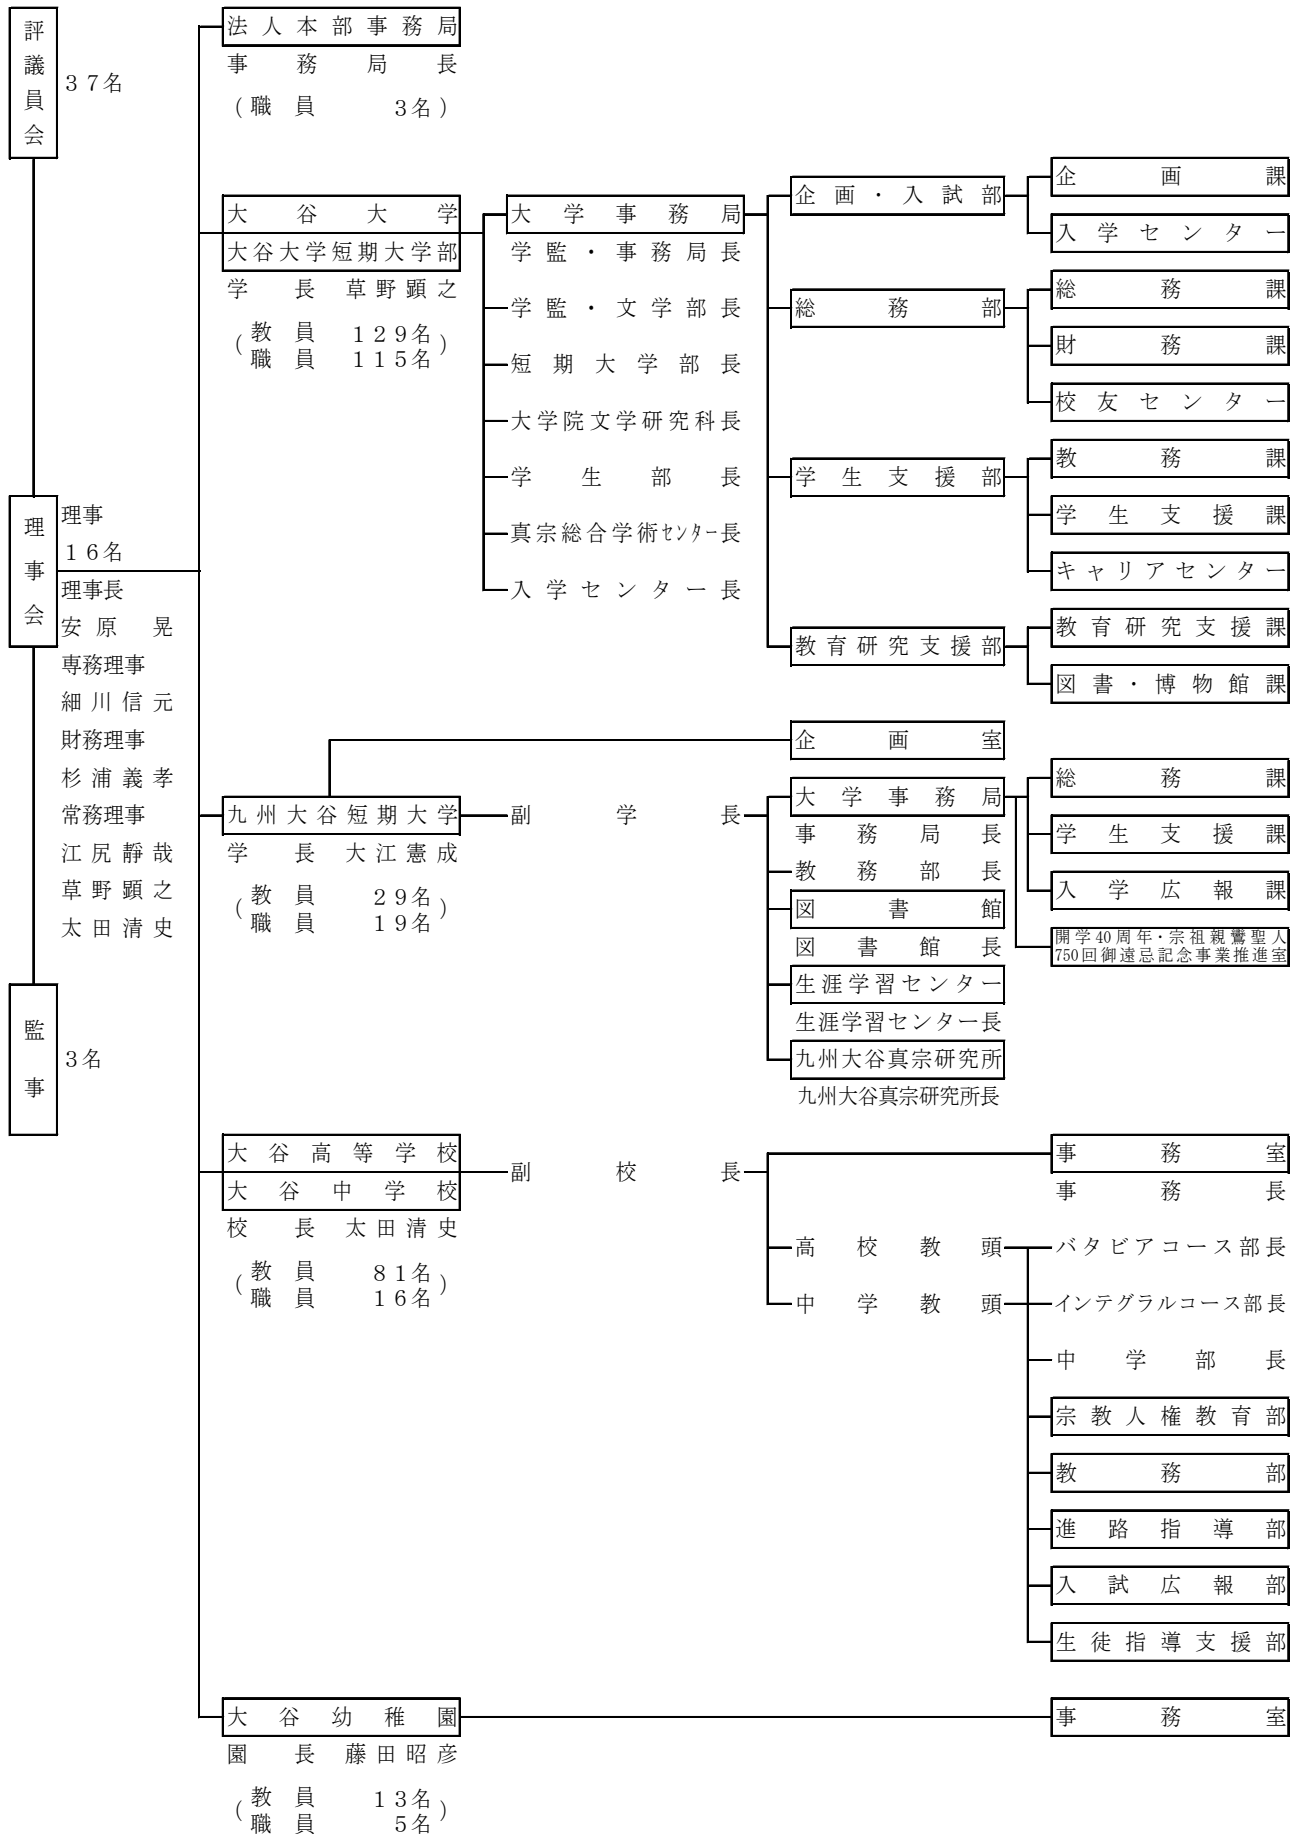 評議員会
37名
理事会
理事
16名
理事長
安原 晃
専務理事
細川信元
財務理事
杉浦義孝
常務理事
江尻靜哉
草野顕之
太田清史
監事
3名
法人本部事務局
事務局長
(職員 3名)
大谷大学
大谷大学短期大学部
学長 草野顕之
(教員 129名
職員 115名)
大学事務局
学監・事務局長
学監・文学部長
短期大学部長
大学院文学研究科長
学生部長
真宗総合学術センター長
入学センター長
企画・入試部
企画課
入学センター
総務部
総務課
財務課
校友センター
学生支援部
教務課
学生支援課
キャリアセンター
教育研究支援部
教育研究支援課
図書・博物館課
企画室
九州大谷短期大学
学長 大江憲成
(教員 29名
職員 19名)
副学長
大学事務局
事務局長
教務部長
図書館
図書館長
生涯学習センター
生涯学習センター長
九州大谷真宗研究所
九州大谷真宗研究所長
総務課
学生支援課
入学広報課
開学40周年・宗祖親鸞聖人
750回御遠忌記念事業推進室
大谷高等学校
大谷中学校
校長 太田清史
(教員 81名
職員 16名)
副校長
事務室
事務長
高校教頭
中学教頭
バタビアコース部長
インテグラルコース部長
中学部長
宗教人権教育部
教務部
進路指導部
入試広報部
生徒指導支援部
大谷幼稚園
園長 藤田昭彦
(教員 13名
職員 5名)
事務室